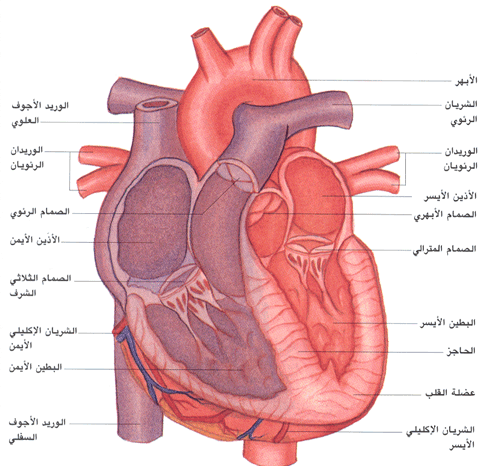 الأبهر
الشريان
الرئوي
الوريدان
الرئويان
الأذين الأيسر
الصمام الأبهري
الصمام المترالي
البطين الأيسر
الحاجز
عضلة القلب
الشريان الإكليلي
الأيسر
الوريد الأجوف
العلوي
الوريدان
الرئويان
الصمام الرئوي
الأذين الأيمن
الصمام الثلاثي
الشرف
الشريان الإكليلي
الأيمن
البطين الأيمن
الوريد الأجوف
السفلي